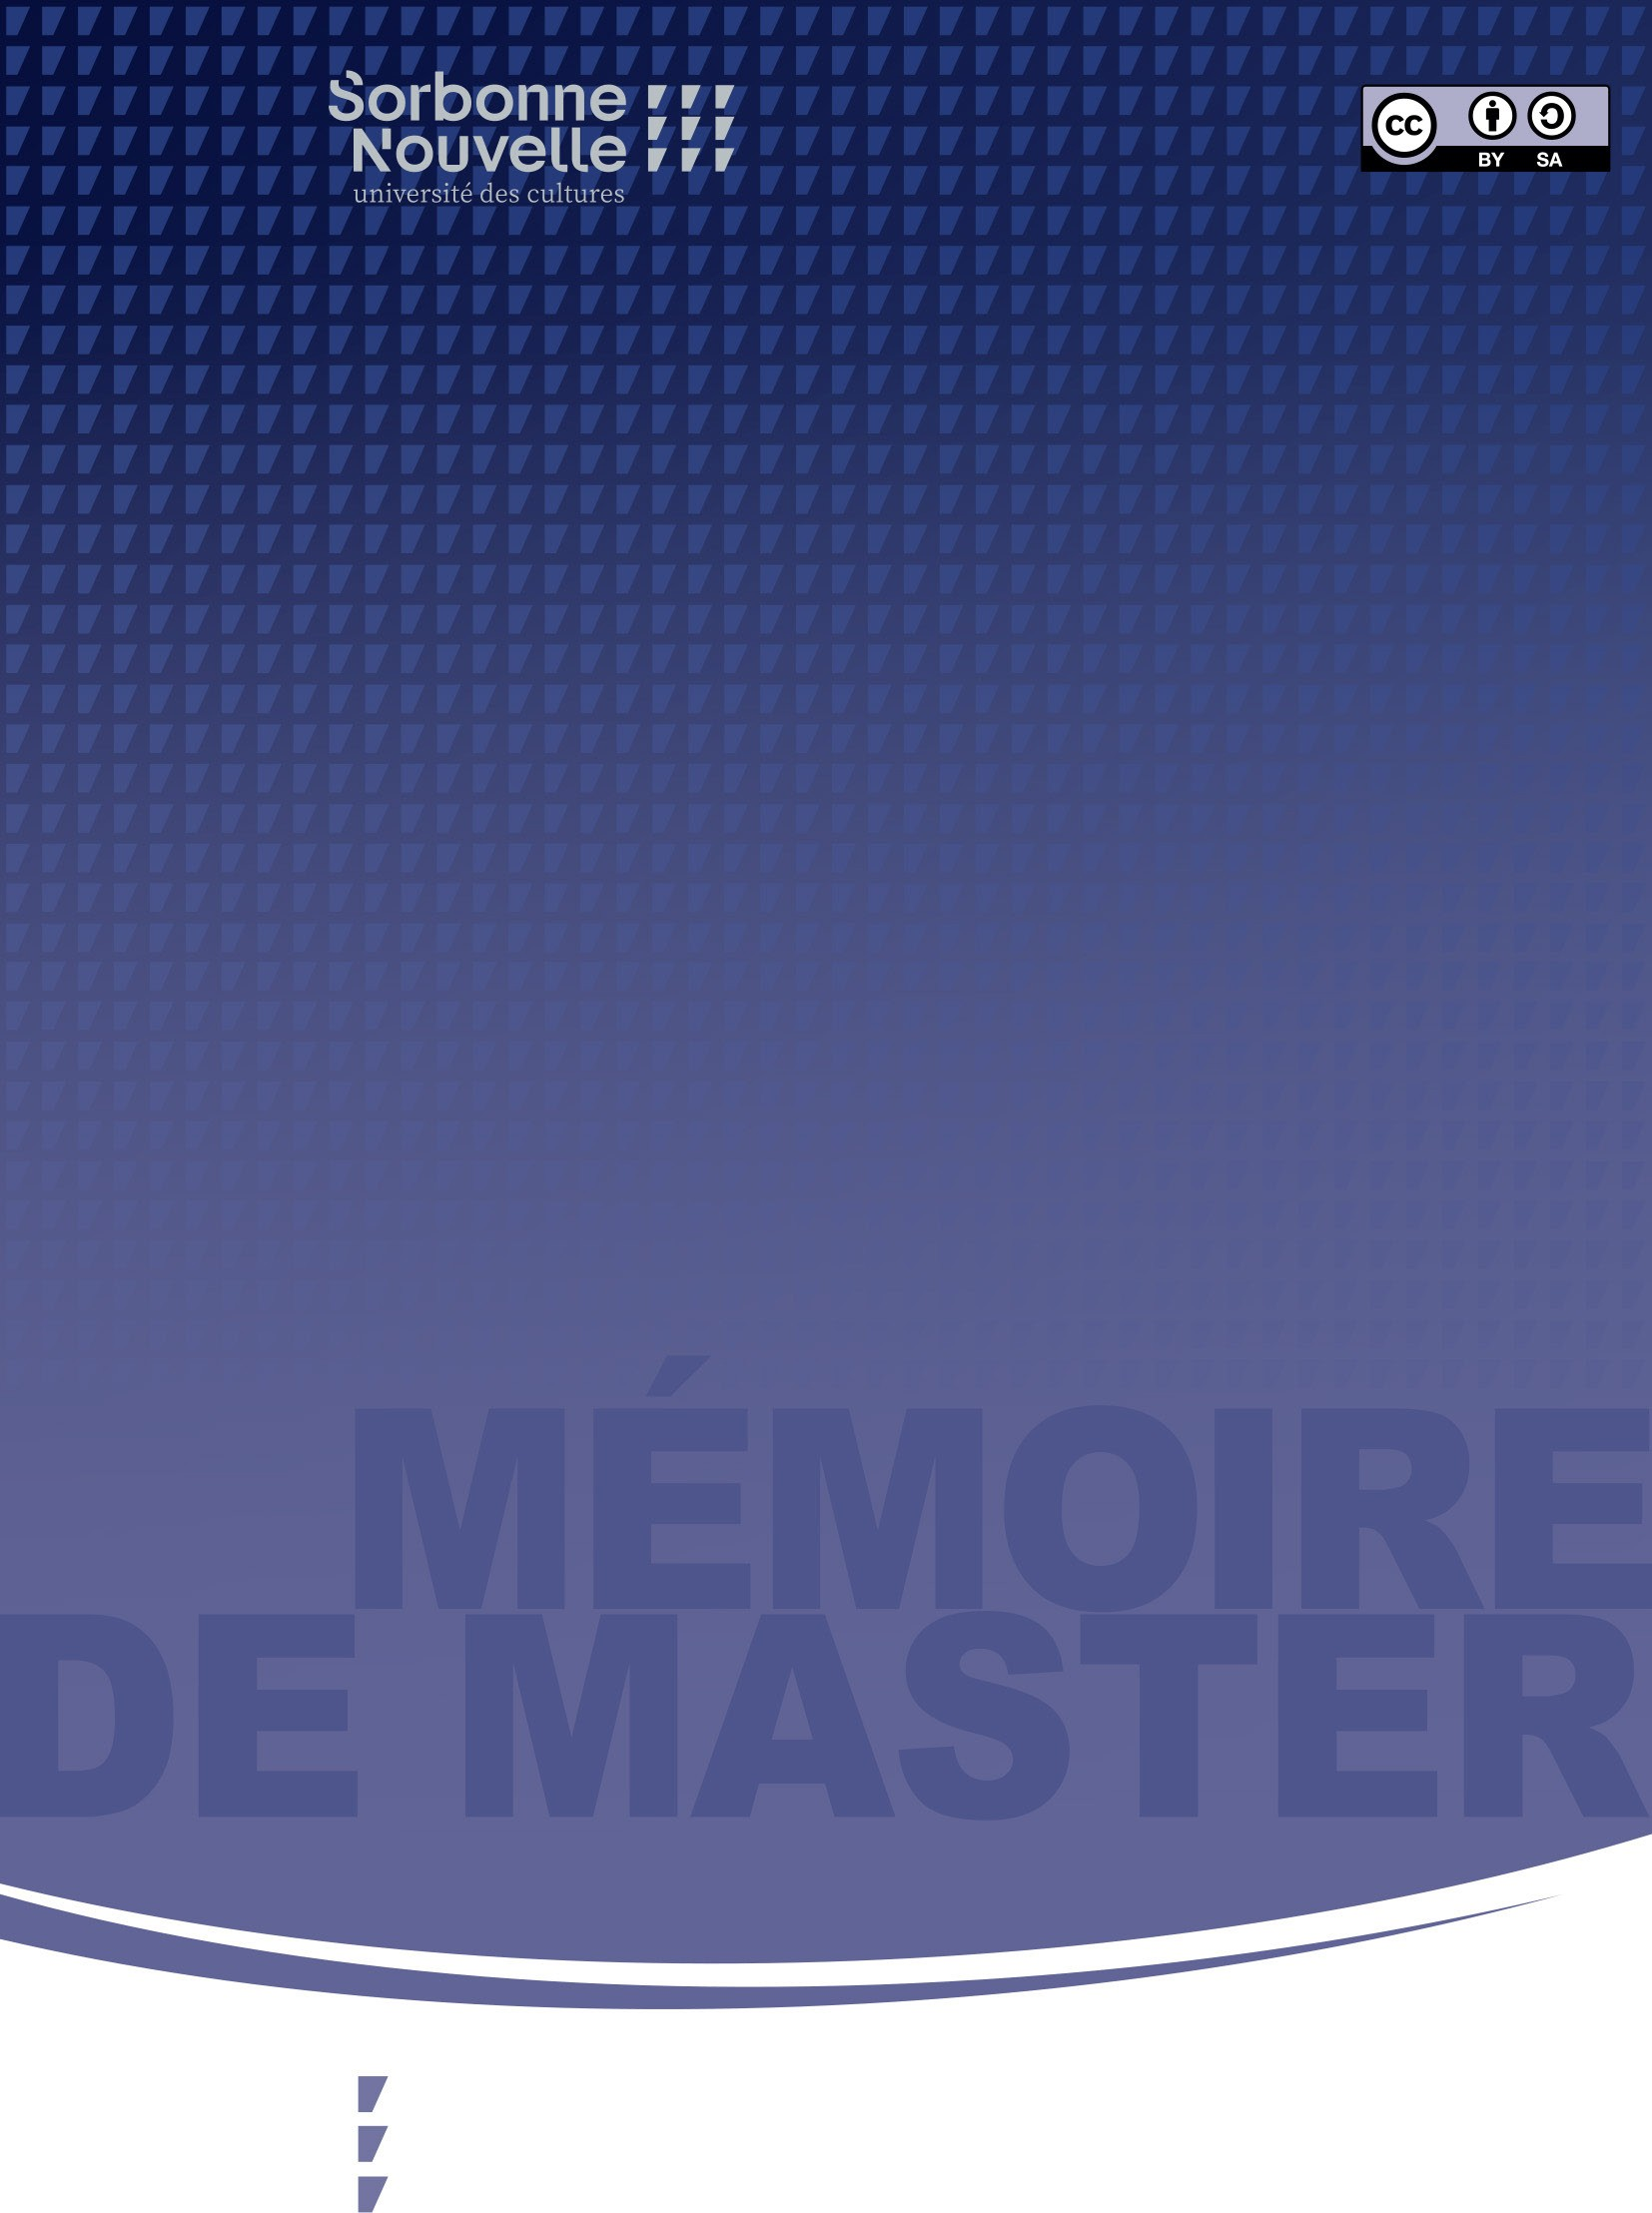 Sorbonne
Nouvelle
université des cultures
cc
BY SA
MÉMOIRE
DE MASTER